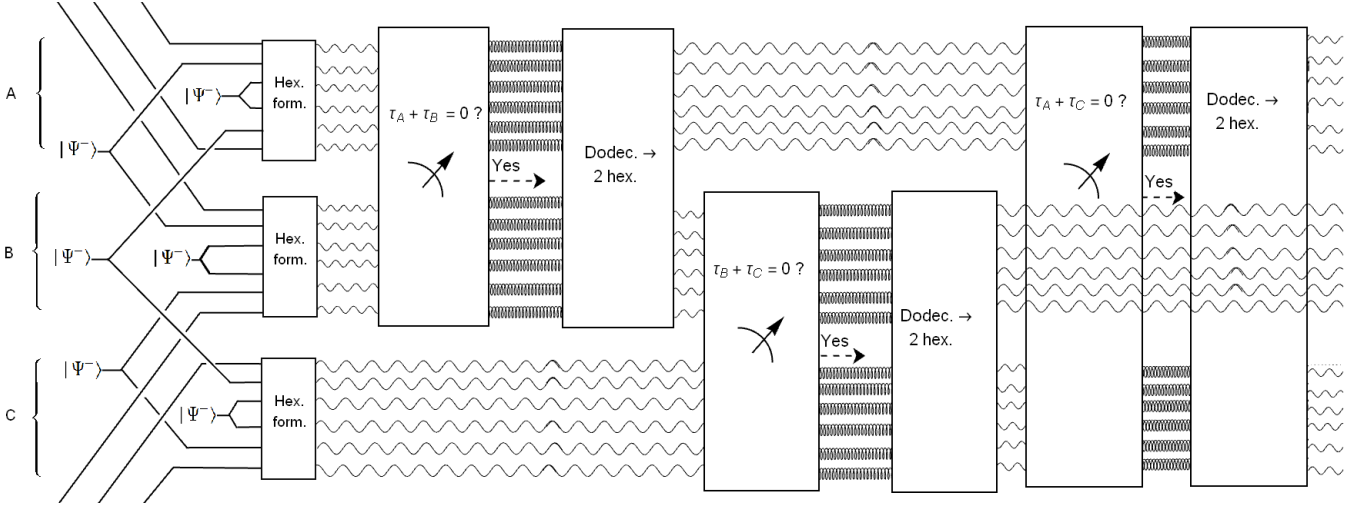 A
B
C
|Ψ⁻⟩
|Ψ⁻⟩
|Ψ⁻⟩
|Ψ⁻⟩
|Ψ⁻⟩
|Ψ⁻⟩
Hex.
form.
Hex.
form.
Hex.
form.
τ_A + τ_B = 0 ?
Yes
Dodec. →
2 hex.
τ_B + τ_C = 0 ?
Yes
Dodec. →
2 hex.
τ_A + τ_C = 0 ?
Yes
Dodec. →
2 hex.